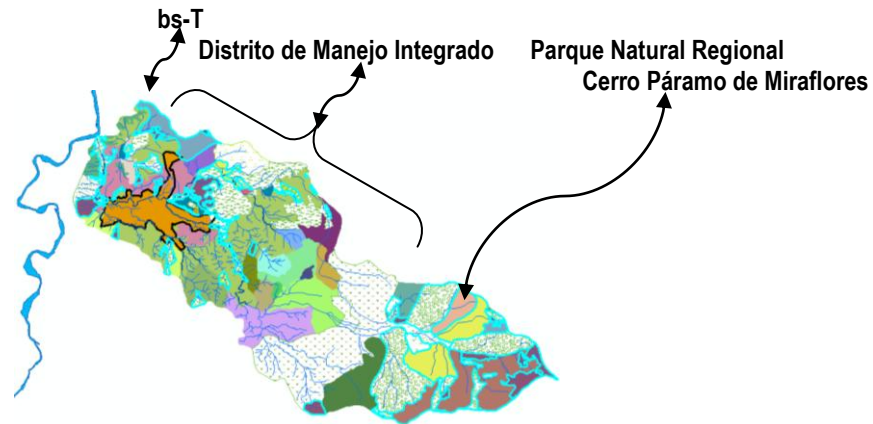 bs-T
Distrito de Manejo Integrado
Parque Natural Regional
Cerro Páramo de Miraflores